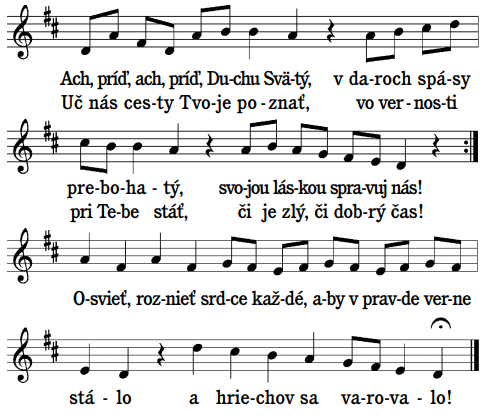 Ach, príď, ach, príď, Du-chu Svä-tý, v da-roch spá-sy
Uč nás ces-ty Tvo-je po-znať, vo ver-nos-ti
pre-bo-ha-tý, svo-jou lás-kou spra-vuj nás!
pri Te-be stáť, či je zlý, či dob-rý čas!
O-svieť, roz-nieť srd-ce kaž-dé, a-by v prav-de ver-ne
stá-lo a hrie-chov sa va-ro-va-lo!